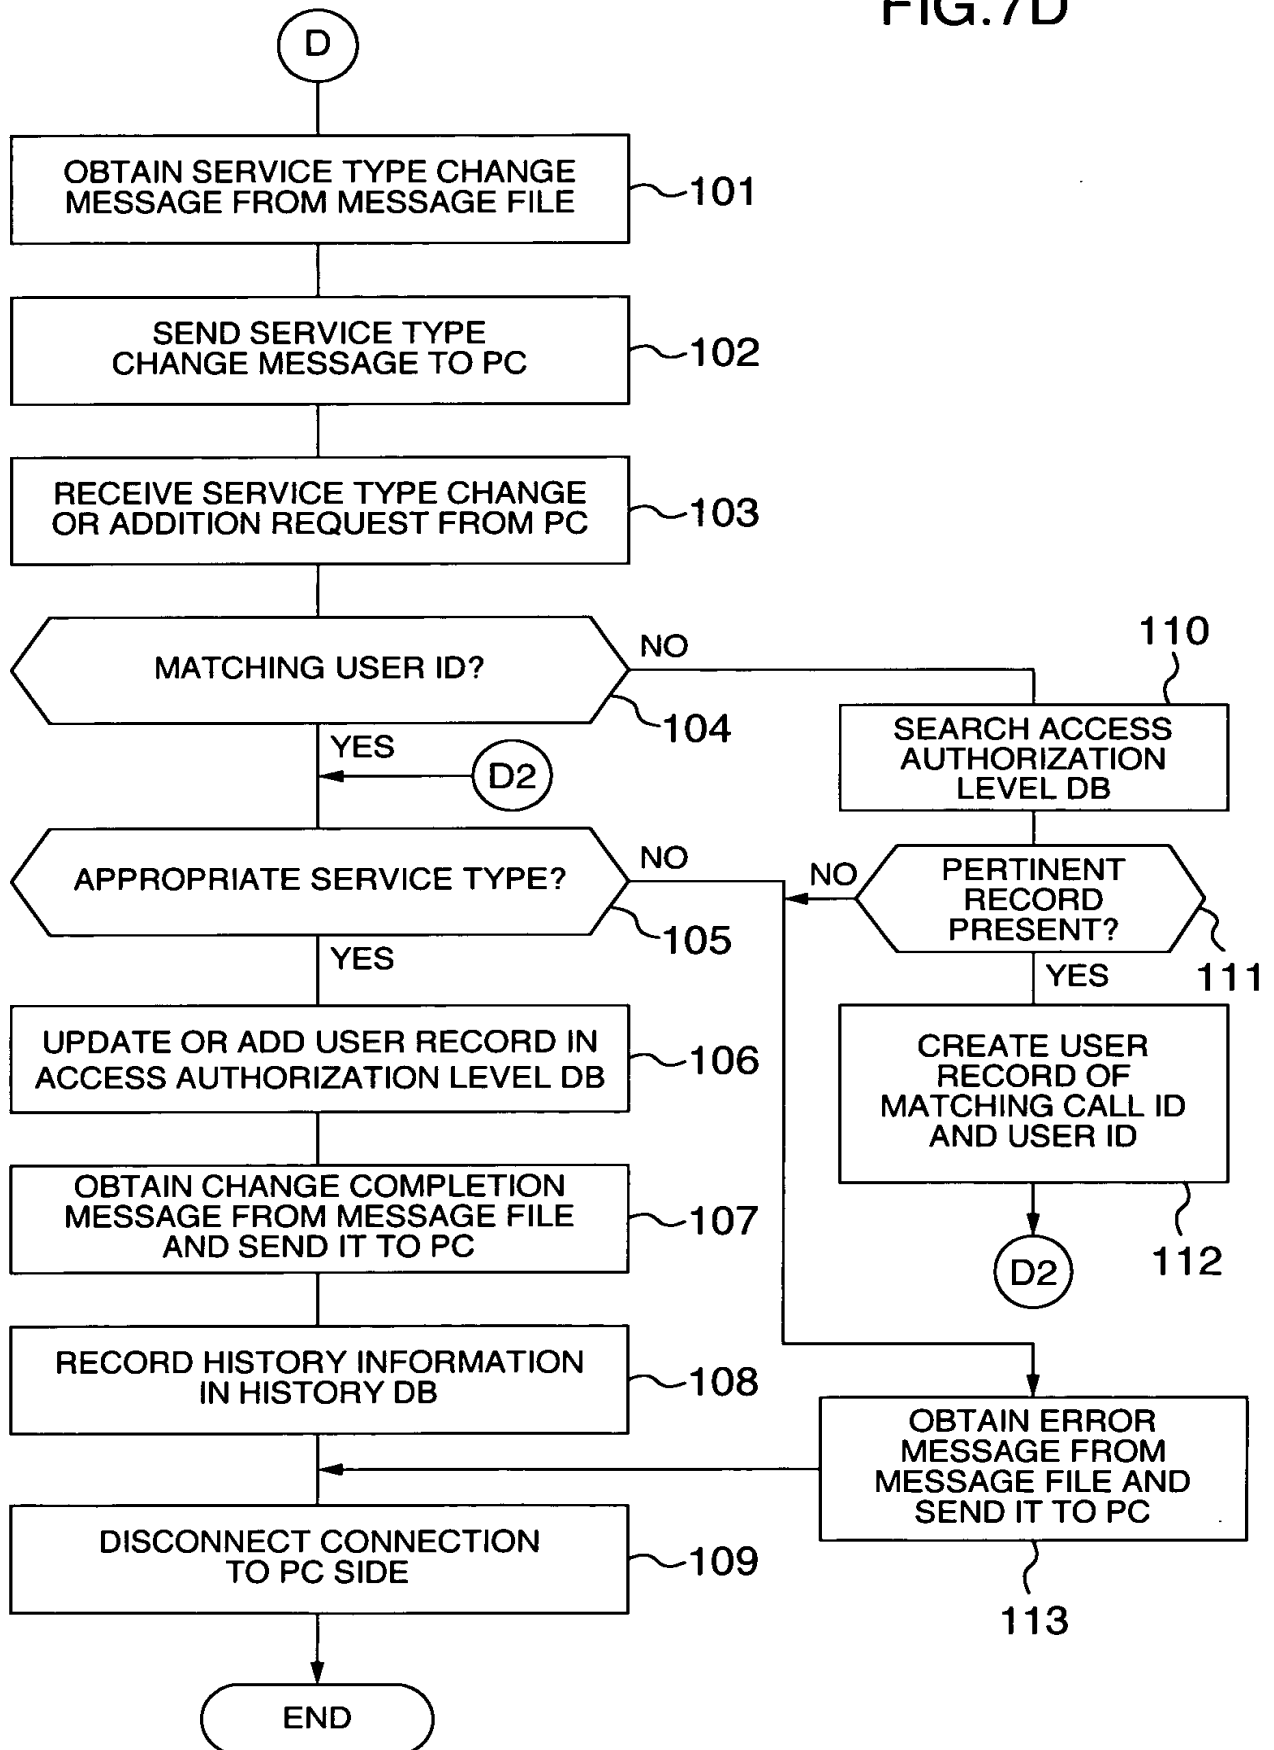 FIG.7D
D
OBTAIN SERVICE TYPE CHANGE
MESSAGE FROM MESSAGE FILE
101
SEND SERVICE TYPE
CHANGE MESSAGE TO PC
102
RECEIVE SERVICE TYPE CHANGE
OR ADDITION REQUEST FROM PC
103
MATCHING USER ID?
NO
104
YES
D2
110
SEARCH ACCESS
AUTHORIZATION
LEVEL DB
APPROPRIATE SERVICE TYPE?
NO
105
YES
PERTINENT
RECORD
PRESENT?
NO
111
YES
UPDATE OR ADD USER RECORD IN
ACCESS AUTHORIZATION LEVEL DB
106
CREATE USER
RECORD OF
MATCHING CALL ID
AND USER ID
112
D2
OBTAIN CHANGE COMPLETION
MESSAGE FROM MESSAGE FILE
AND SEND IT TO PC
107
RECORD HISTORY INFORMATION
IN HISTORY DB
108
OBTAIN ERROR
MESSAGE FROM
MESSAGE FILE AND
SEND IT TO PC
113
DISCONNECT CONNECTION
TO PC SIDE
109
END